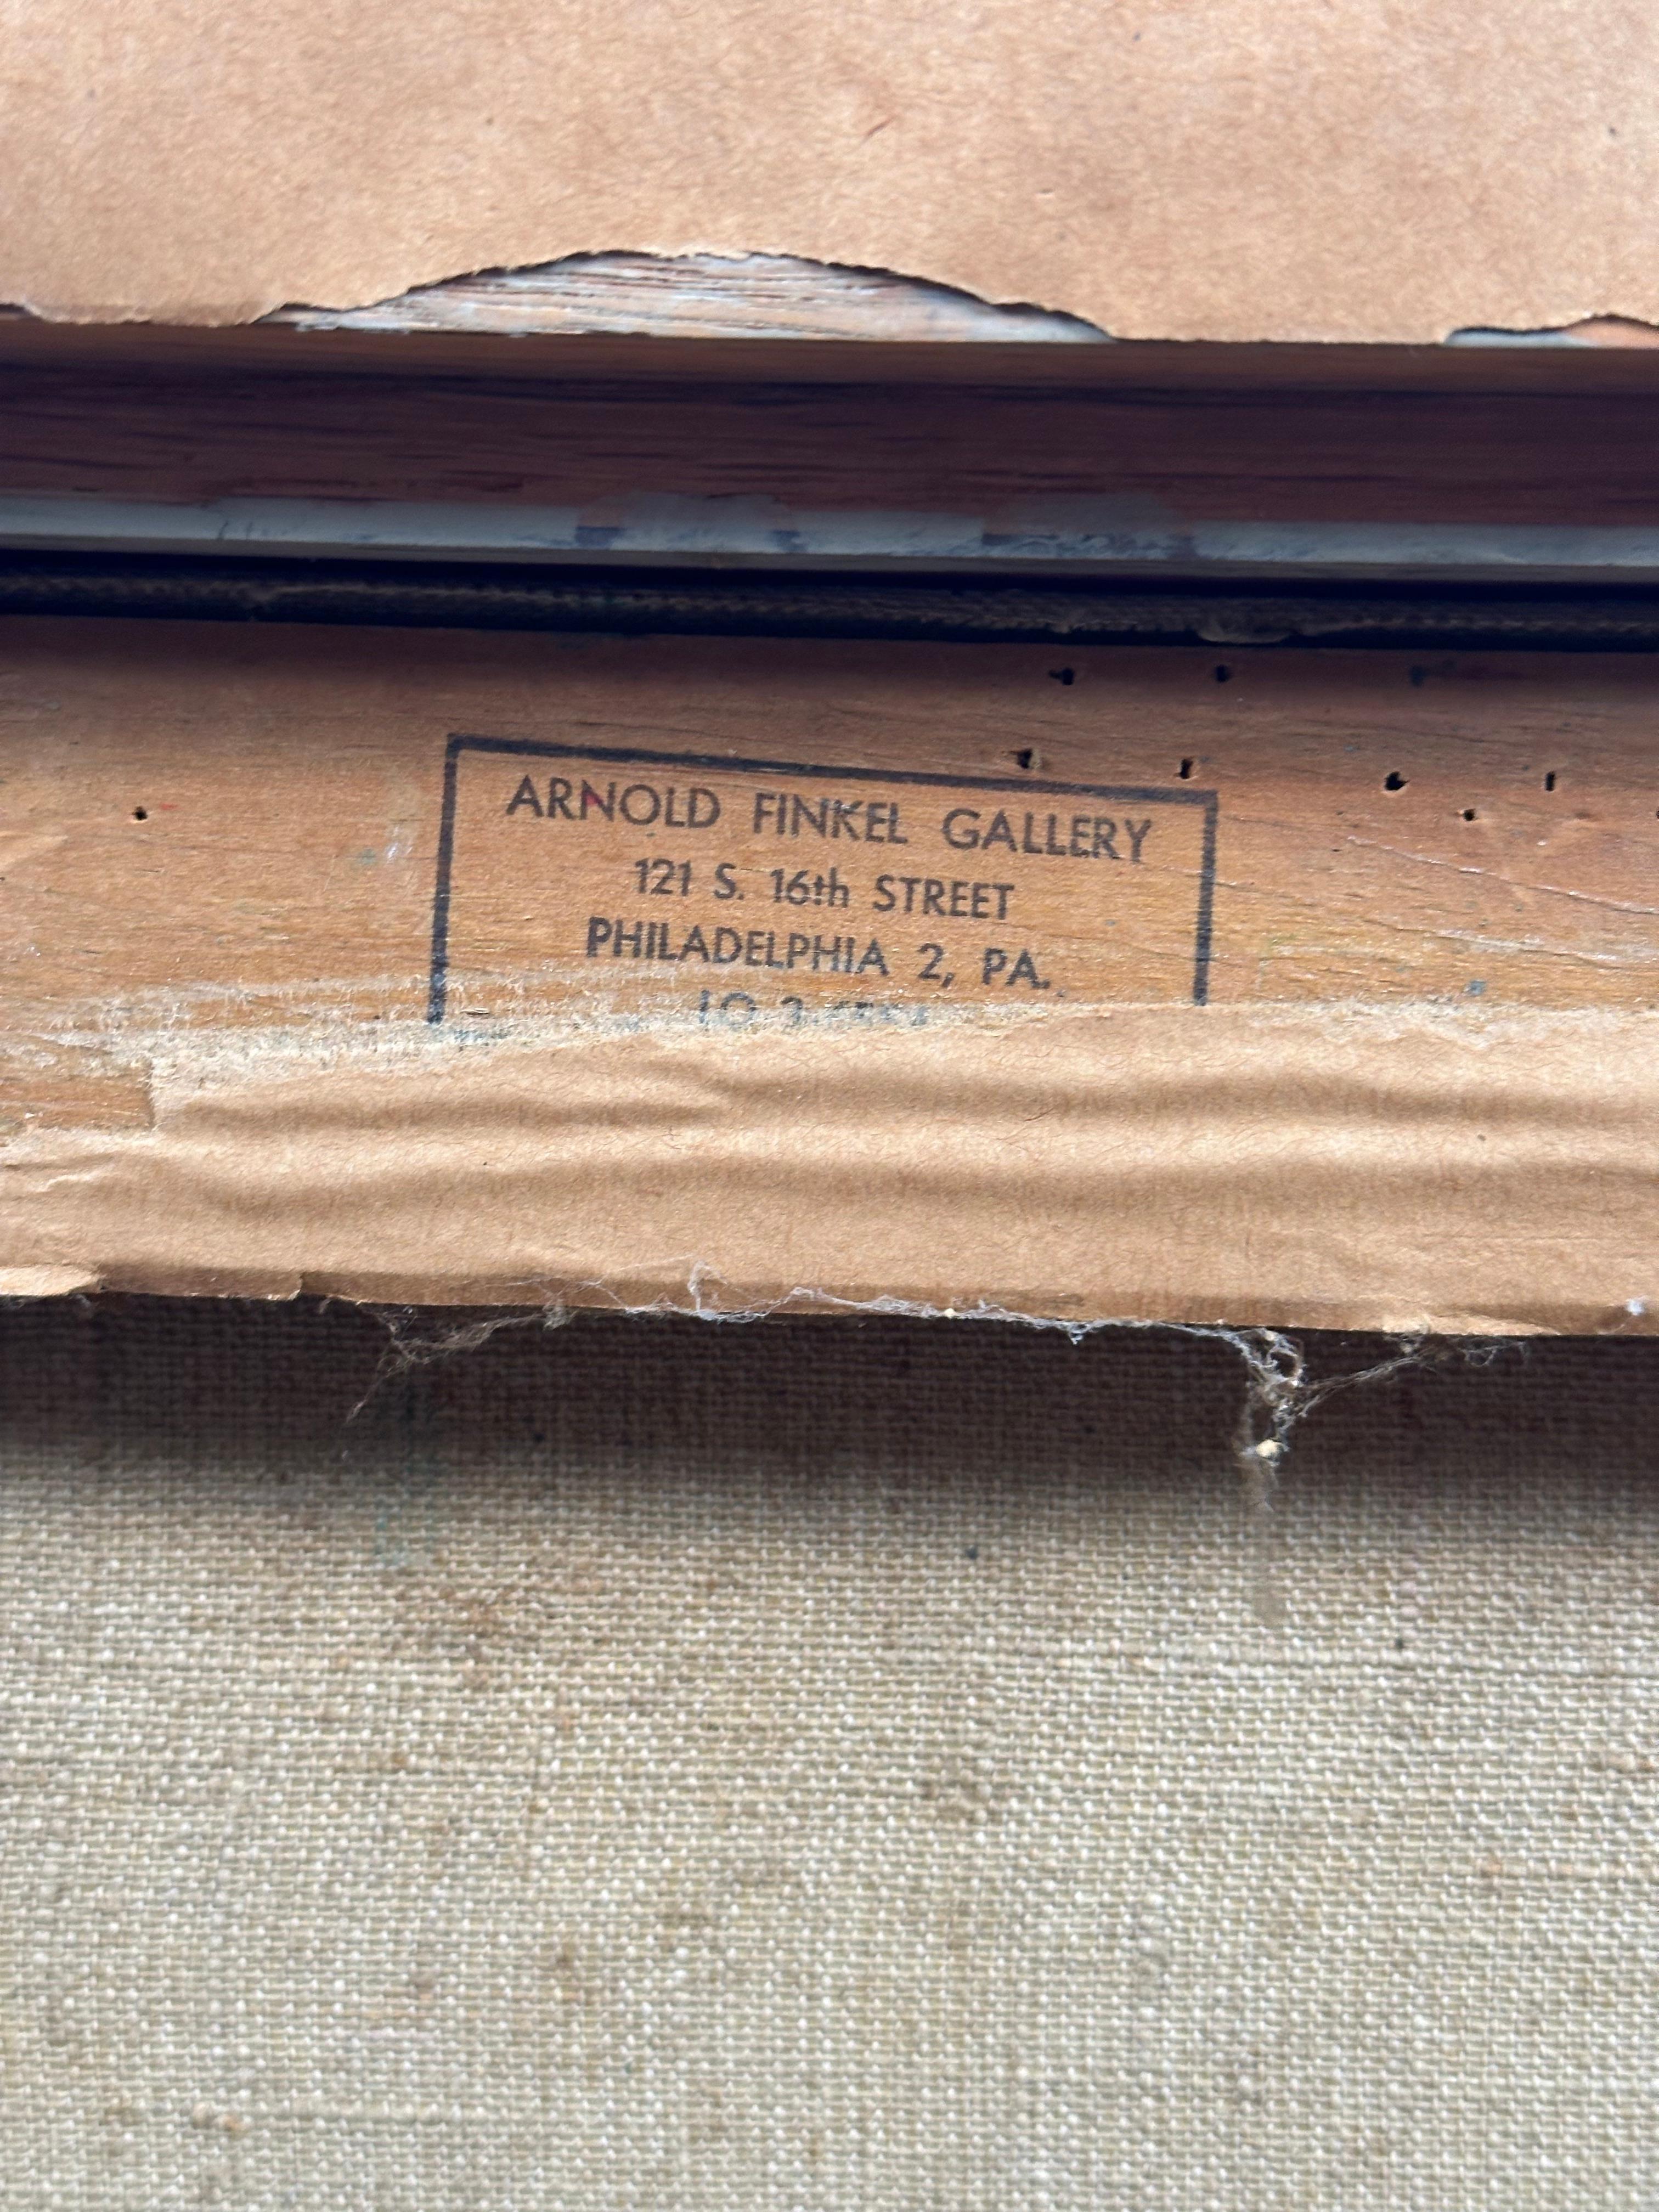 ARNOLD FINKEL GALLERY
121 S. 16th STREET
PHILADELPHIA 2, PA.